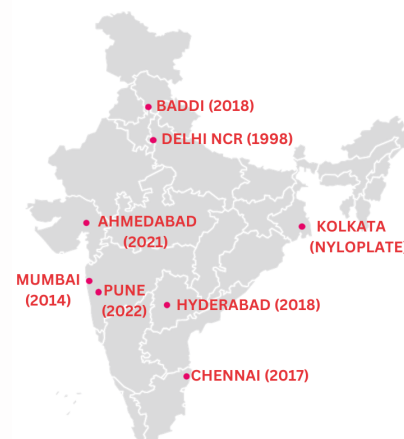 BADDI (2018)
DELHI NCR (1998)
AHMEDABAD
(2021)
KOLKATA
(NYLOPLATE)
MUMBAI
(2014)
PUNE
(2022)
HYDERABAD (2018)
CHENNAI (2017)